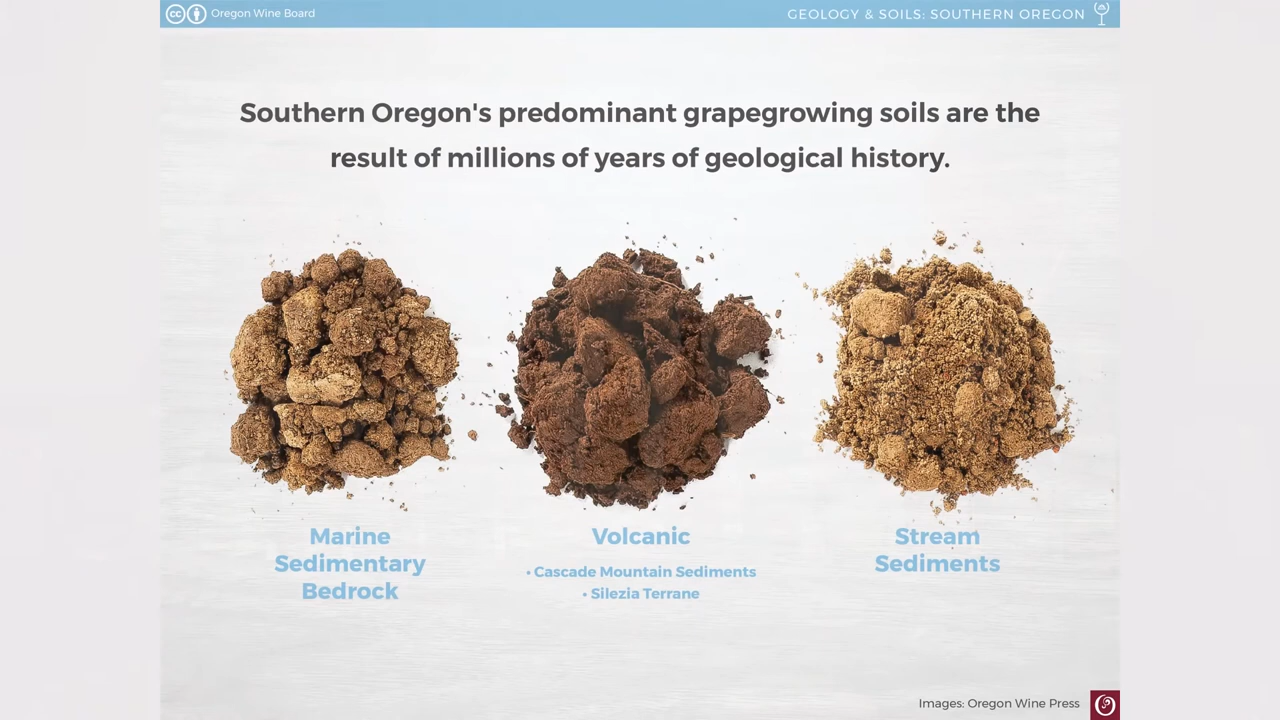 Oregon Wine Board
GEOLOGY & SOILS: SOUTHERN OREGON
Southern Oregon's predominant grapegrowing soils are the
result of millions of years of geological history.
Marine
Sedimentary
Bedrock
Volcanic
• Cascade Mountain Sediments
• Silezia Terrane
Stream
Sediments
Images: Oregon Wine Press